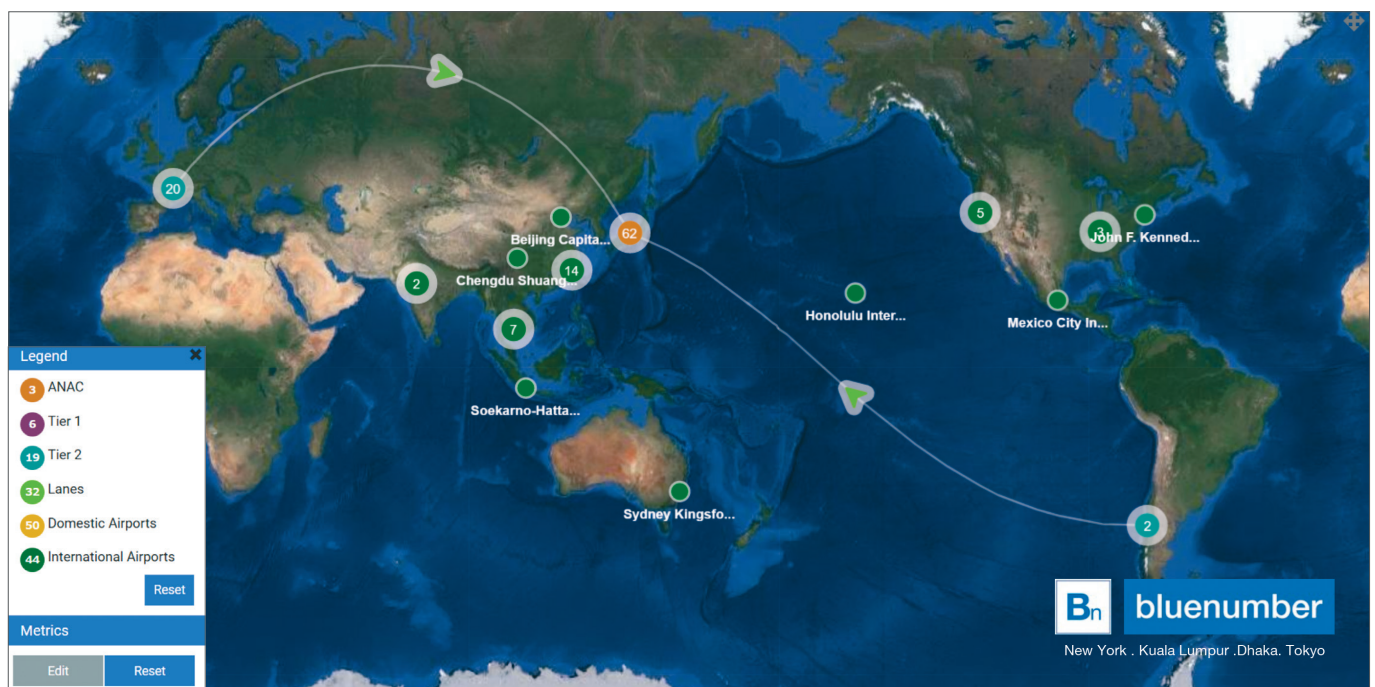 20
5
3
John F. Kenned...
62
Beijing Capita...
14
Chengdu Shuang...
2
Honolulu Inter...
Mexico City In...
7
Soekarno-Hatta...
Sydney Kingsfo...
2
Legend
3 ANAC
6 Tier 1
19 Tier 2
32 Lanes
50 Domestic Airports
44 International Airports
Reset
Metrics
Edit Reset
Bn bluenumber
New York . Kuala Lumpur .Dhaka. Tokyo